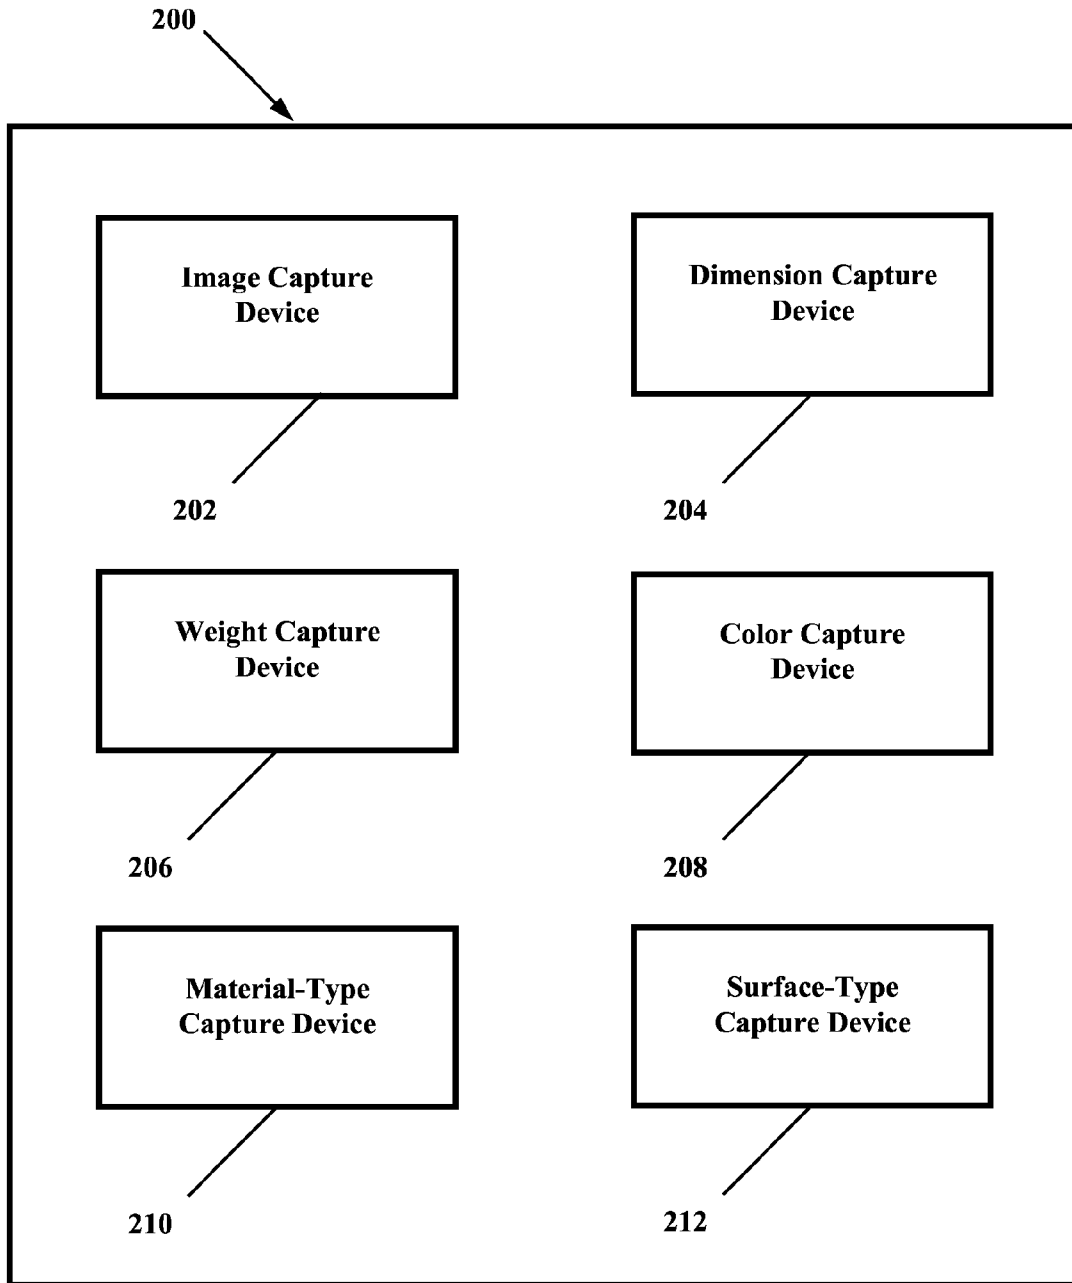 200
Image Capture
Device
Dimension Capture
Device
202
204
Weight Capture
Device
Color Capture
Device
206
208
Material-Type
Capture Device
Surface-Type
Capture Device
210
212